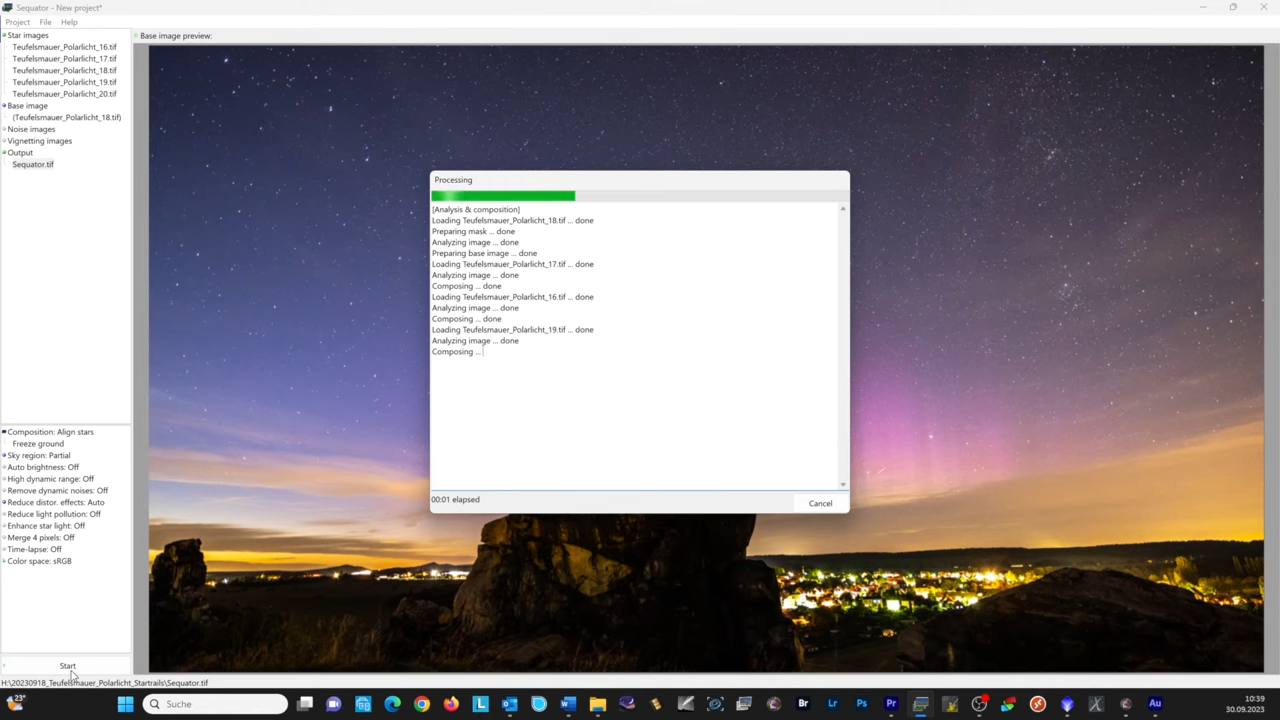 Sequator - New project*
Project File Help
Star images
Teufelsmauer_Polarlicht_16.tif
Teufelsmauer_Polarlicht_17.tif
Teufelsmauer_Polarlicht_18.tif
Teufelsmauer_Polarlicht_19.tif
Teufelsmauer_Polarlicht_20.tif
Base image
(Teufelsmauer_Polarlicht_18.tif)
Noise images
Vignetting images
Output
Sequator.tif
Composition: Align stars
Freeze ground
Sky region: Partial
Auto brightness: Off
High dynamic range: Off
Remove dynamic noises: Off
Reduce distor. effects: Auto
Reduce light pollution: Off
Enhance star light: Off
Merge 4 pixels: Off
Time-lapse: Off
Color space: sRGB
Start
Base image preview:
Processing
[Analysis & composition]
Loading Teufelsmauer_Polarlicht_18.tif ... done
Preparing mask ... done
Analyzing image ... done
Preparing base image ... done
Loading Teufelsmauer_Polarlicht_17.tif ... done
Analyzing image ... done
Composing ... done
Loading Teufelsmauer_Polarlicht_16.tif ... done
Analyzing image ... done
Composing ... done
Loading Teufelsmauer_Polarlicht_19.tif ... done
Analyzing image ... done
Composing ...
00:01 elapsed
Cancel
H:\20230918_Teufelsmauer_Polarlicht_Startrails\Sequator.tif
23°
Suche
L
Br
Lr
Ps
Pr
Au
10:39
30.09.2023